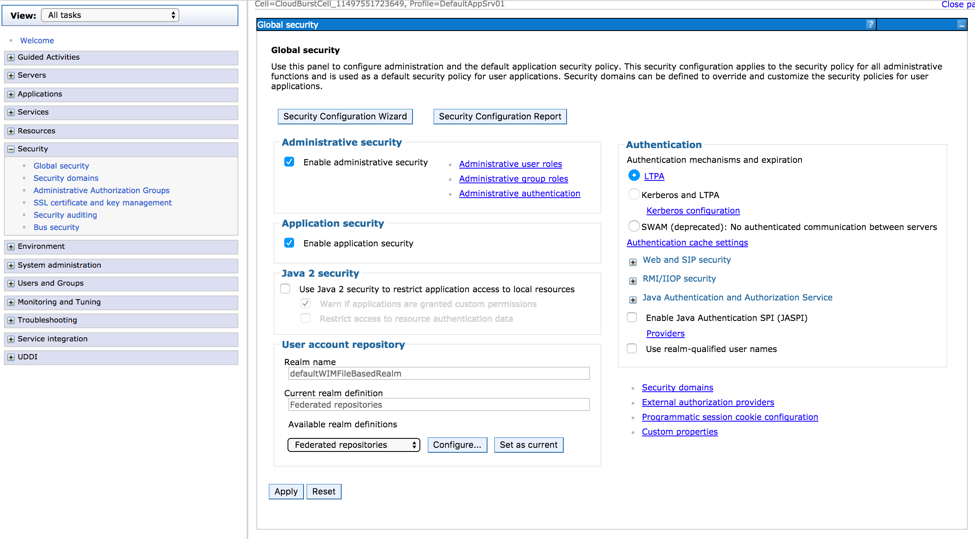 Cell=CloudBurstCell_11497551723649, Profile=DefaultAppSrv01
Close pa
View: All tasks
Welcome
Guided Activities
Servers
Applications
Services
Resources
Security
Global security
Security domains
Administrative Authorization Groups
SSL certificate and key management
Security auditing
Bus security
Environment
System administration
Users and Groups
Monitoring and Tuning
Troubleshooting
Service integration
UDDI
Global security
?
Global security
Use this panel to configure administration and the default application security policy. This security configuration applies to the security policy for all administrative
functions and is used as a default security policy for user applications. Security domains can be defined to override and customize the security policies for user
applications.
Security Configuration Wizard
Security Configuration Report
Administrative security
Enable administrative security
Administrative user roles
Administrative group roles
Administrative authentication
Application security
Enable application security
Java 2 security
Use Java 2 security to restrict application access to local resources
Warn if applications are granted custom permissions
Restrict access to resource authentication data
User account repository
Realm name
defaultWIMFileBasedRealm
Current realm definition
Federated repositories
Available realm definitions
Federated repositories
Configure...
Set as current
Apply
Reset
Authentication
Authentication mechanisms and expiration
LTPA
Kerberos and LTPA
Kerberos configuration
SWAM (deprecated): No authenticated communication between servers
Authentication cache settings
Web and SIP security
RMI/IIOP security
Java Authentication and Authorization Service
Enable Java Authentication SPI (JASPI)
Providers
Use realm-qualified user names
Security domains
External authorization providers
Programmatic session cookie configuration
Custom properties